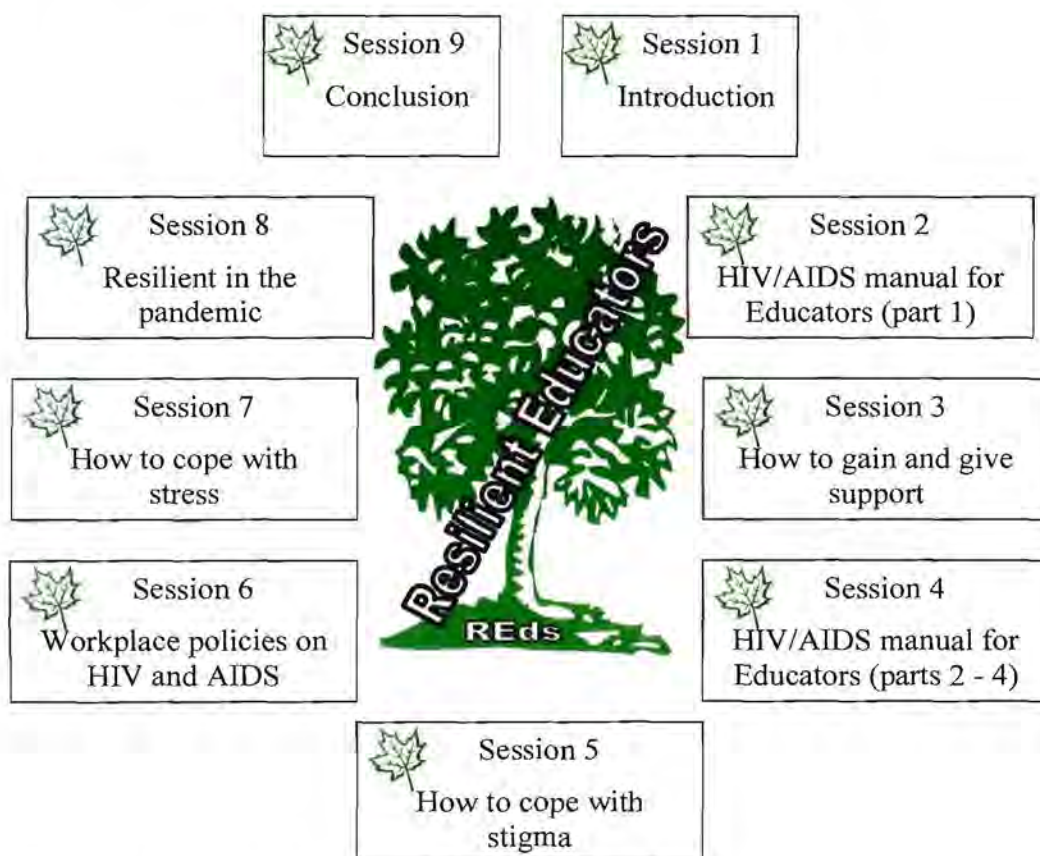 Session 9
Conclusion
Session 1
Introduction
Session 8
Resilient in the
pandemic
Session 2
HIV/AIDS manual for
Educators (part 1)
Session 7
How to cope with
stress
Session 3
How to gain and give
support
Session 6
Workplace policies on
HIV and AIDS
Session 4
HIV/AIDS manual for
Educators (parts 2 - 4)
Session 5
How to cope with
stigma
Resilient Educators
REds